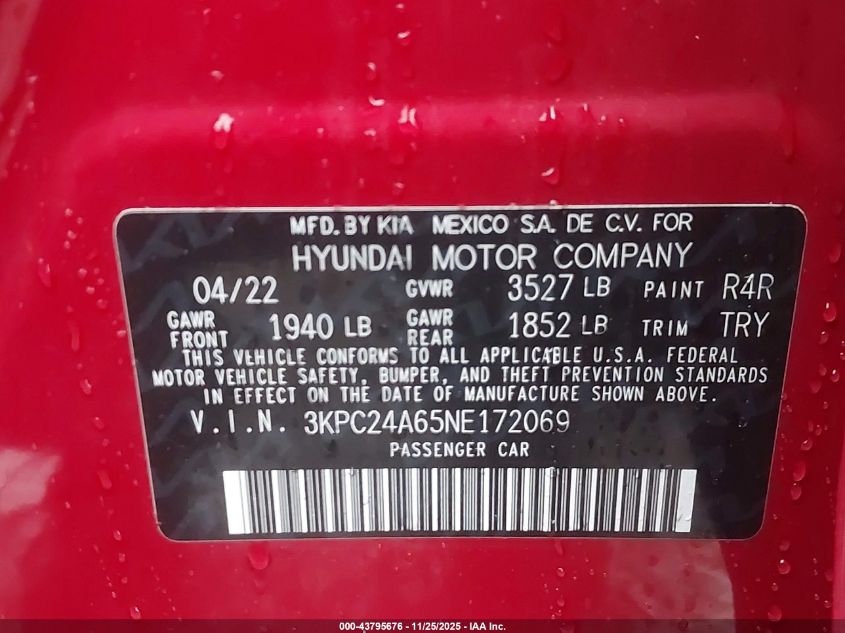 MFD. BY KIA MEXICO S.A. DE C.V. FOR
HYUNDAI MOTOR COMPANY
04/22 GVWR 3527 LB PAINT R4R
GAWR FRONT 1940 LB GAWR REAR 1852 LB TRIM TRY
THIS VEHICLE CONFORMS TO ALL APPLICABLE U.S.A. FEDERAL
MOTOR VEHICLE SAFETY, BUMPER, AND THEFT PREVENTION STANDARDS
IN EFFECT ON THE DATE OF MANUFACTURE SHOWN ABOVE.
V.I.N. 3KPC24A65NE172069
PASSENGER CAR
000-43795676 - 11/25/2025 - IAA Inc.